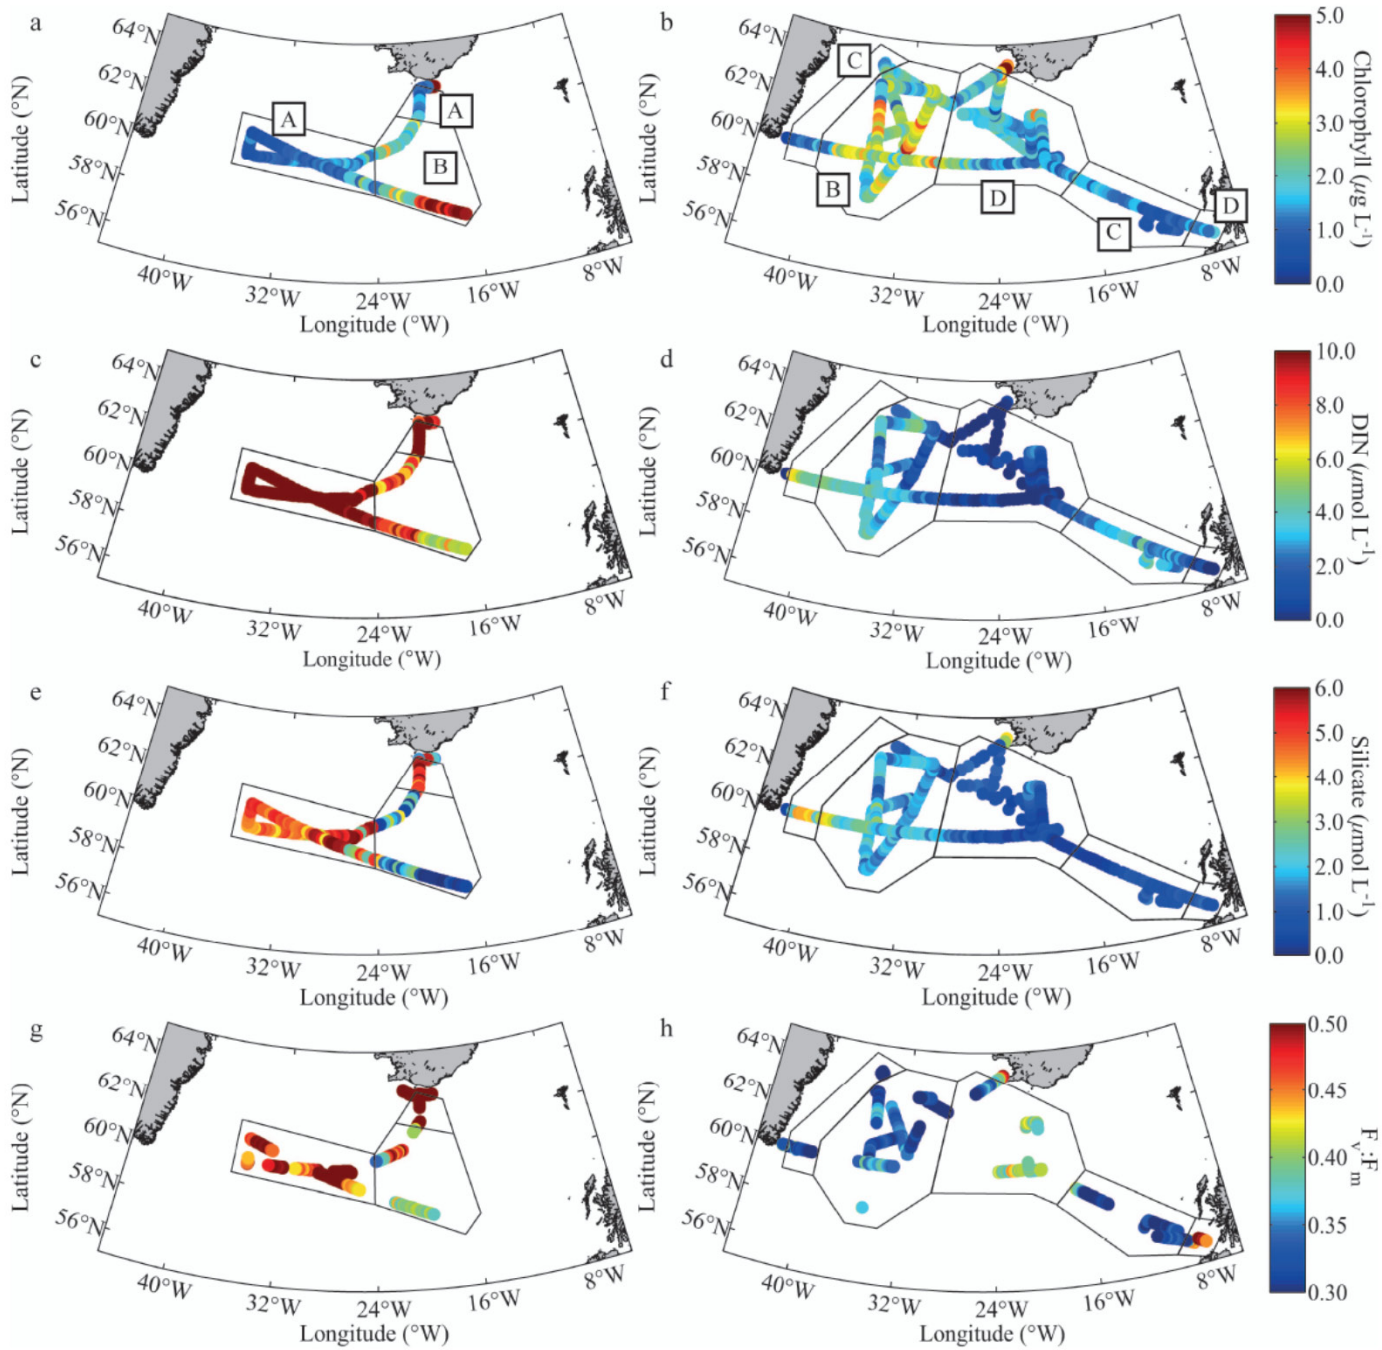 a
64°N
62°N
60°N
58°N
56°N
Latitude (°N)
A
A
B
40°W
32°W
24°W
16°W
8°W
Longitude (°W)
b
64°N
62°N
60°N
58°N
56°N
Latitude (°N)
C
B
D
C
D
40°W
32°W
24°W
16°W
8°W
Longitude (°W)
5.0
4.0
3.0
2.0
1.0
0.0
Chlorophyll (µg L⁻¹)
c
64°N
62°N
60°N
58°N
56°N
Latitude (°N)
40°W
32°W
24°W
16°W
8°W
Longitude (°W)
d
64°N
62°N
60°N
58°N
56°N
Latitude (°N)
40°W
32°W
24°W
16°W
8°W
Longitude (°W)
10.0
8.0
6.0
4.0
2.0
0.0
DIN (µmol L⁻¹)
e
64°N
62°N
60°N
58°N
56°N
Latitude (°N)
40°W
32°W
24°W
16°W
8°W
Longitude (°W)
f
64°N
62°N
60°N
58°N
56°N
Latitude (°N)
40°W
32°W
24°W
16°W
8°W
Longitude (°W)
6.0
5.0
4.0
3.0
2.0
1.0
0.0
Silicate (µmol L⁻¹)
g
64°N
62°N
60°N
58°N
56°N
Latitude (°N)
40°W
32°W
24°W
16°W
8°W
Longitude (°W)
h
64°N
62°N
60°N
58°N
56°N
Latitude (°N)
40°W
32°W
24°W
16°W
8°W
Longitude (°W)
0.50
0.45
0.40
0.35
0.30
Fv:Fm